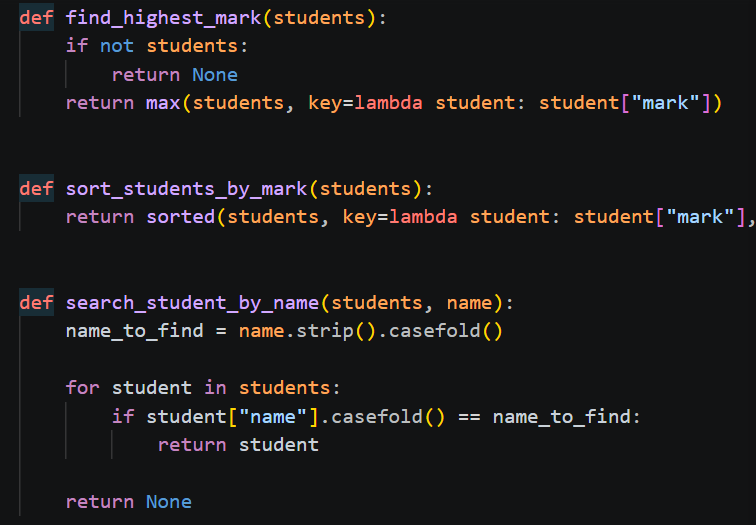 def find_highest_mark(students):
    if not students:
        return None
    return max(students, key=lambda student: student["mark"])
def sort_students_by_mark(students):
    return sorted(students, key=lambda student: student["mark"],
def search_student_by_name(students, name):
    name_to_find = name.strip().casefold()
    for student in students:
        if student["name"].casefold() == name_to_find:
            return student
    return None